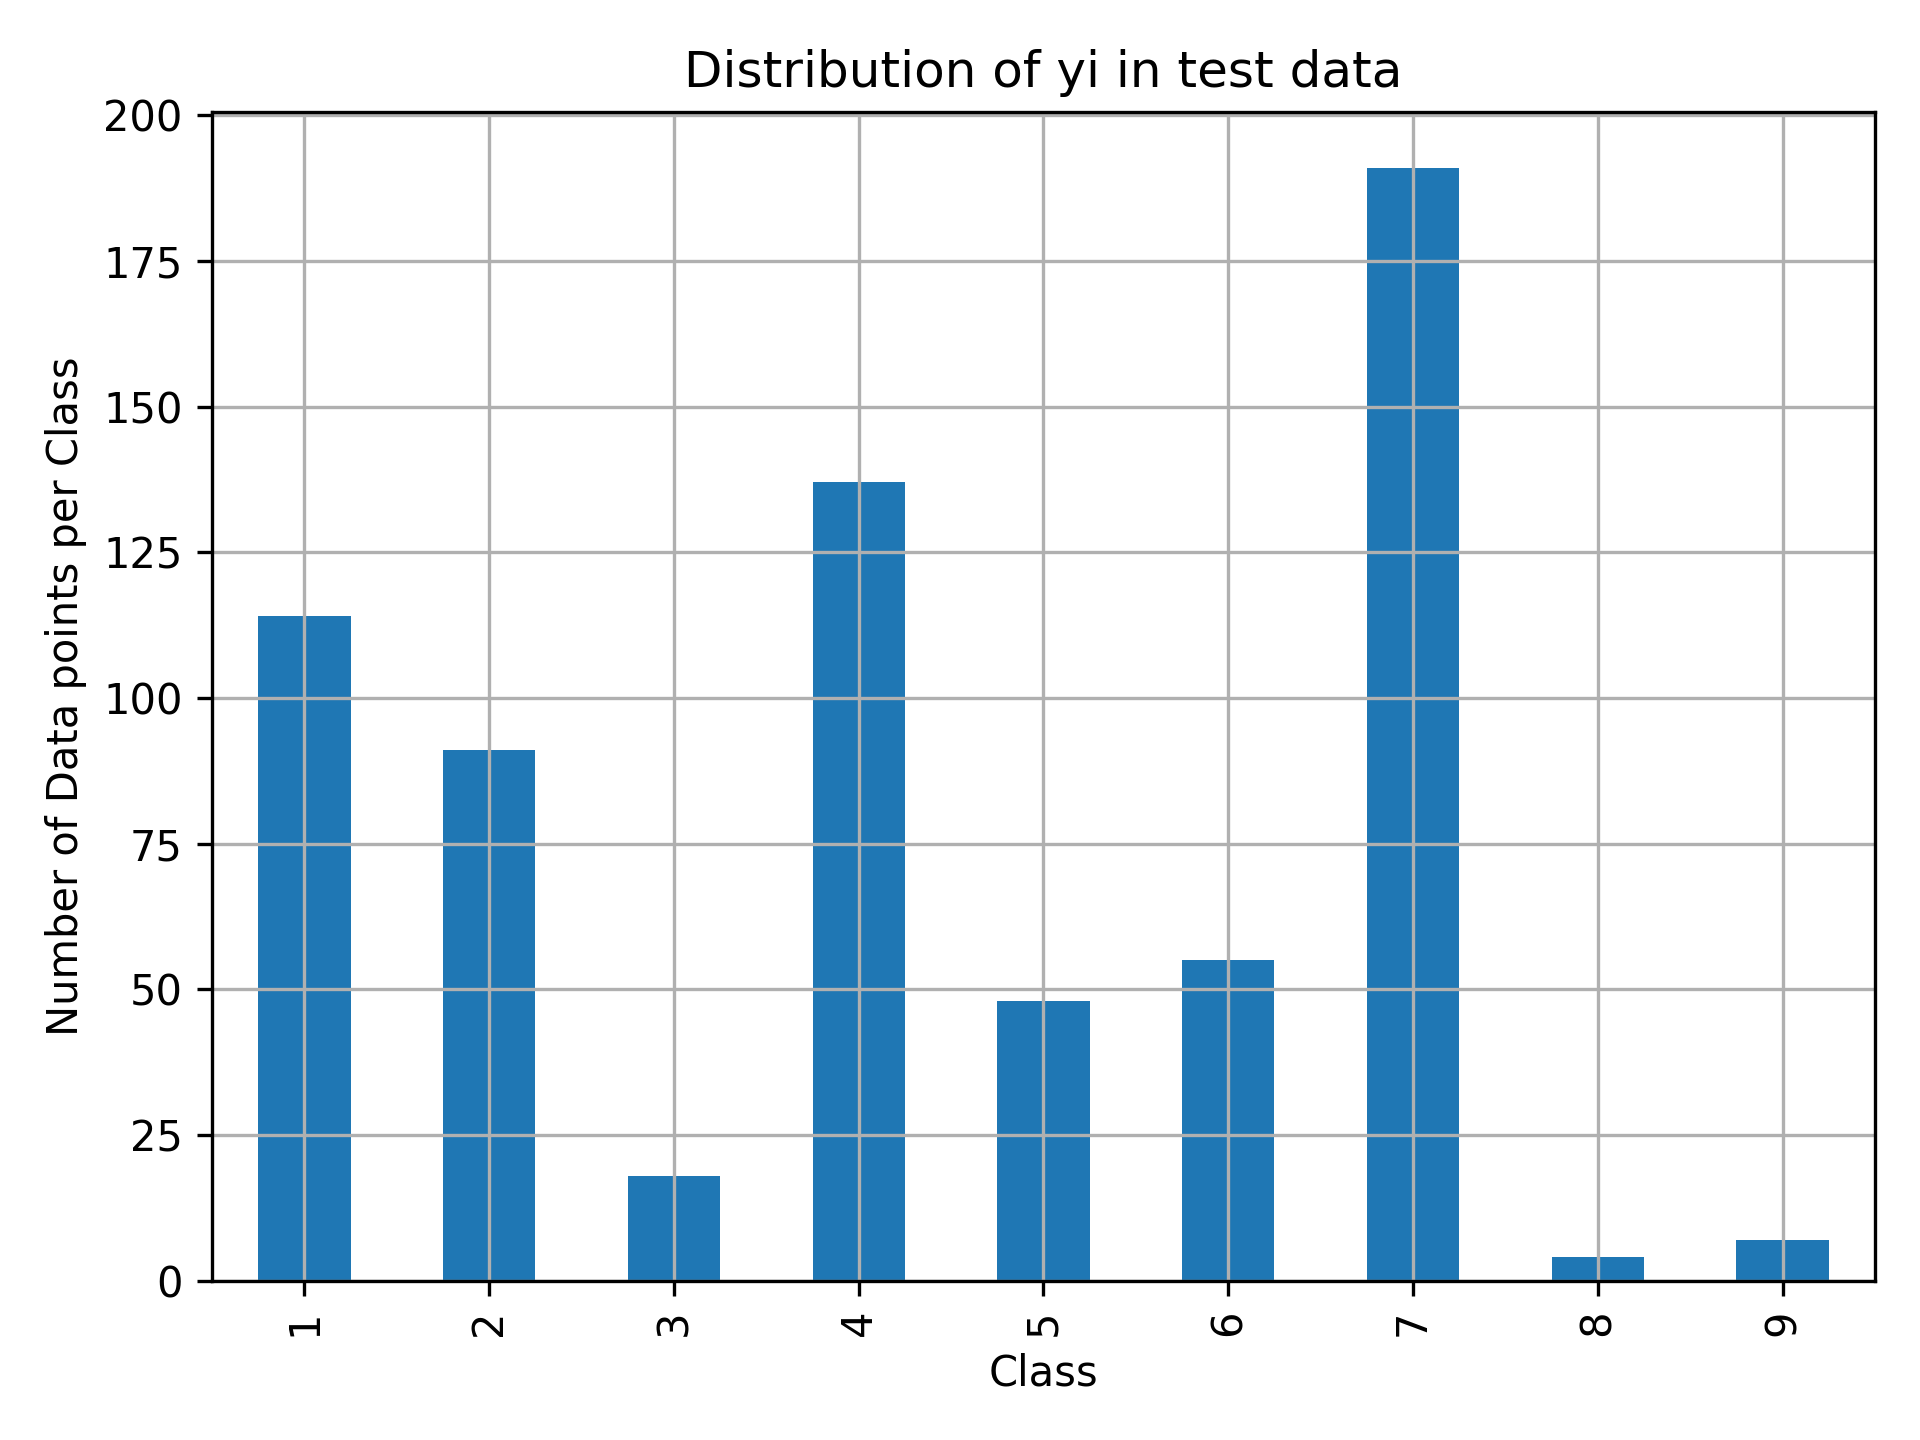 Distribution of yi in test data
Number of Data points per Class
200
175
150
125
100
75
50
25
0
1 2 3 4 5 6 7 8 9
Class